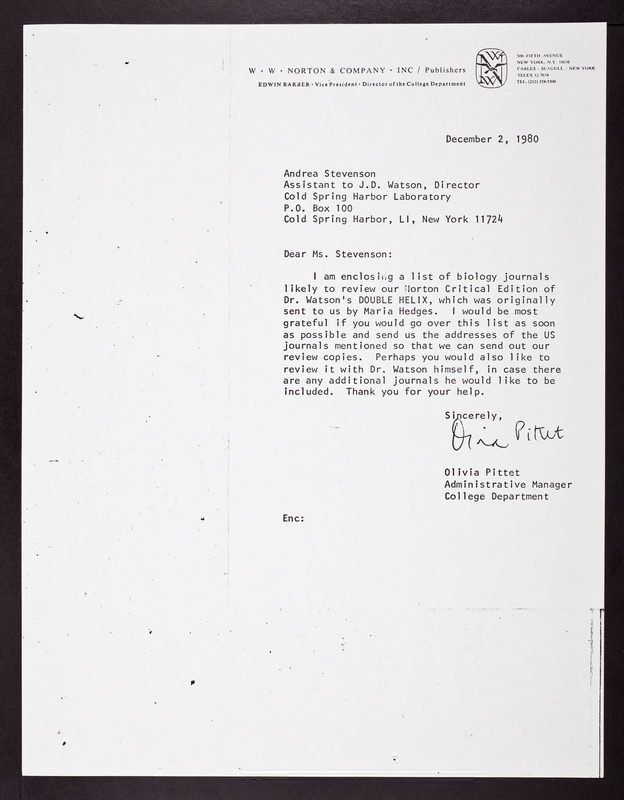 W · W · NORTON & COMPANY · INC / Publishers
EDWIN BARBER · Vice President · Director of the College Department
500 FIFTH AVENUE
NEW YORK, N.Y. 10036
CABLES · SEAGULL · NEW YORK
TELEX 12-7634
TEL. (212) 354-5500
December 2, 1980
Andrea Stevenson
Assistant to J.D. Watson, Director
Cold Spring Harbor Laboratory
P.O. Box 100
Cold Spring Harbor, LI, New York 11724
Dear Ms. Stevenson:
I am enclosing a list of biology journals
likely to review our Norton Critical Edition of
Dr. Watson's DOUBLE HELIX, which was originally
sent to us by Maria Hedges. I would be most
grateful if you would go over this list as soon
as possible and send us the addresses of the US
journals mentioned so that we can send out our
review copies. Perhaps you would also like to
review it with Dr. Watson himself, in case there
are any additional journals he would like to be
included. Thank you for your help.
Sincerely,
Pittet
Olivia Pittet
Administrative Manager
College Department
Enc: